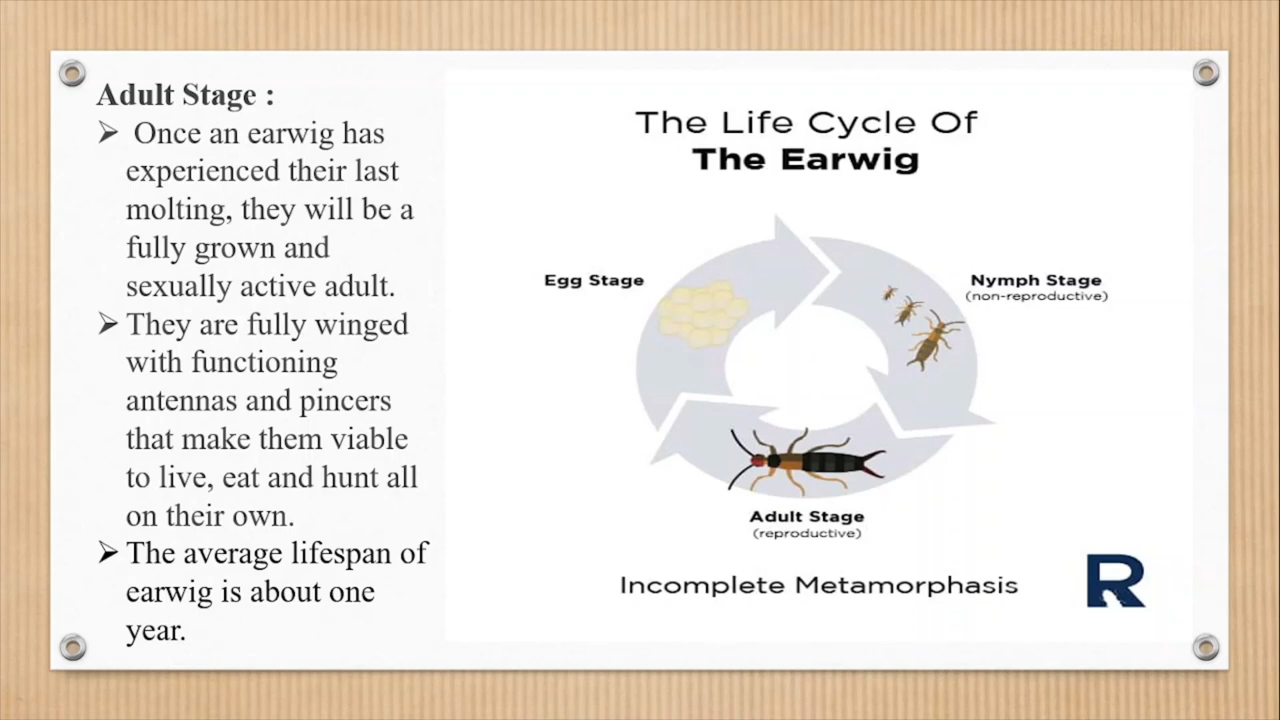 Adult Stage :
➢ Once an earwig has
experienced their last
molting, they will be a
fully grown and
sexually active adult.
➢ They are fully winged
with functioning
antennas and pincers
that make them viable
to live, eat and hunt all
on their own.
➢ The average lifespan of
earwig is about one
year.
The Life Cycle Of
The Earwig
Egg Stage
Nymph Stage
(non-reproductive)
Adult Stage
(reproductive)
Incomplete Metamorphasis
R